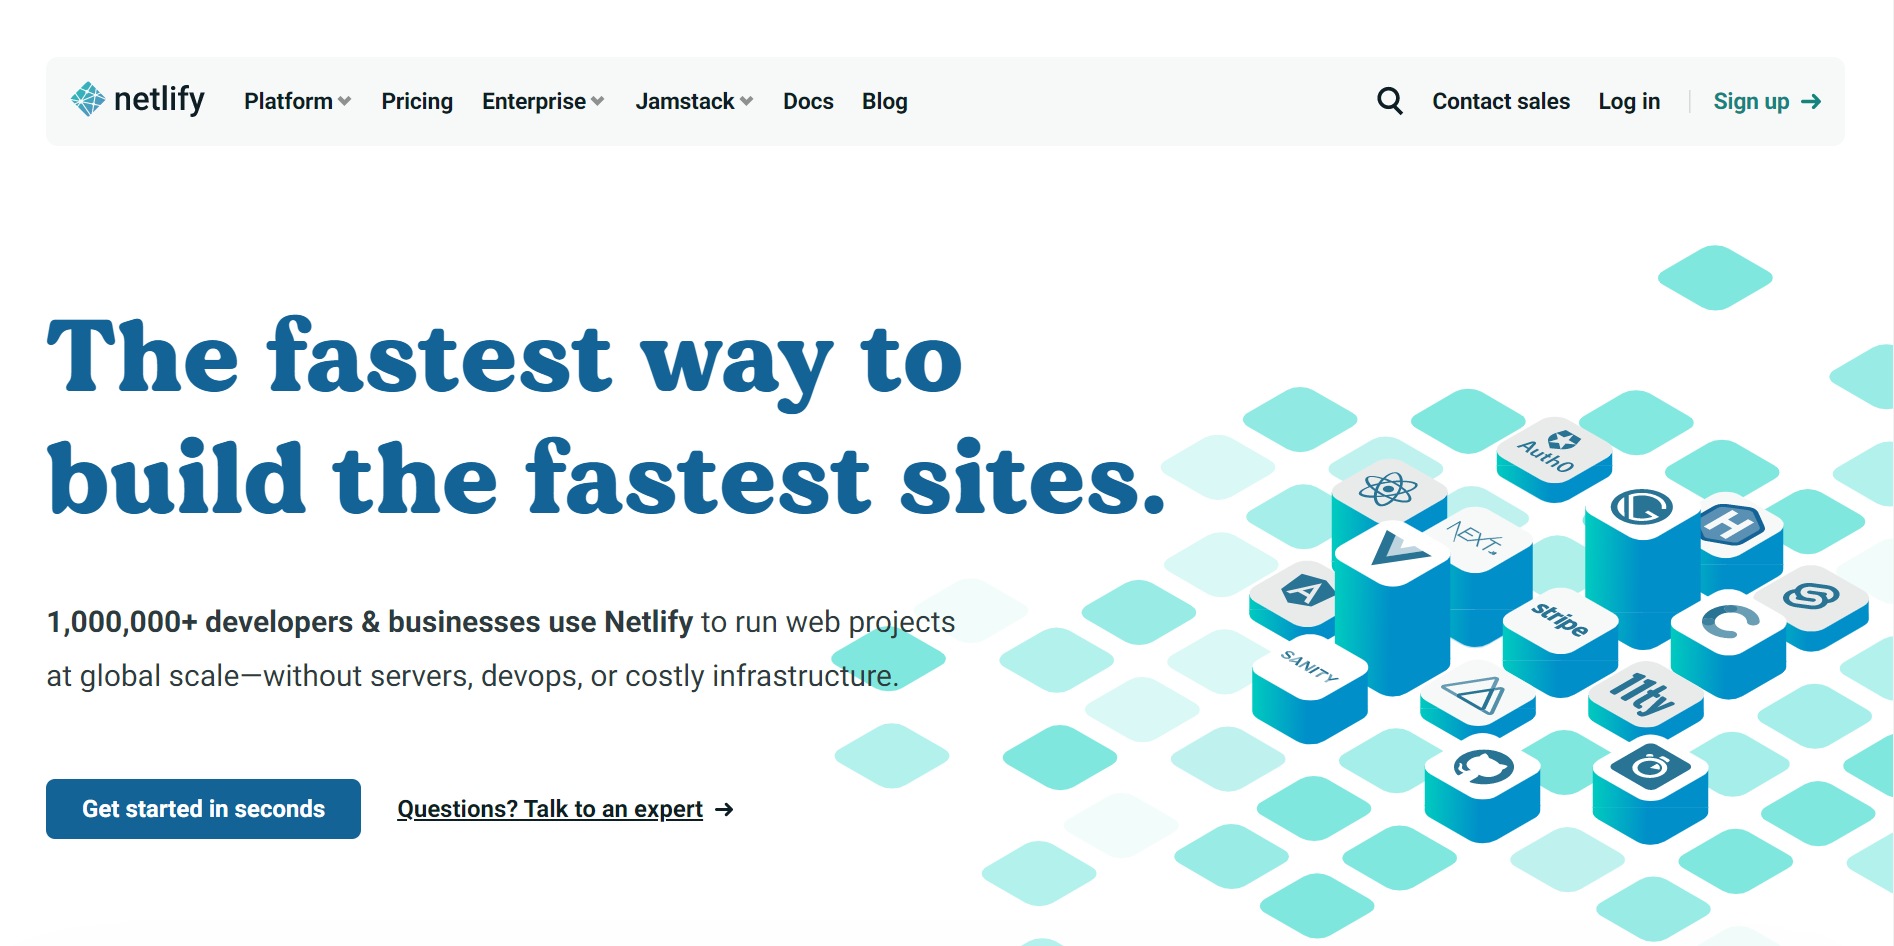 netlify Platform Pricing Enterprise Jamstack Docs Blog Contact sales Log in Sign up →
The fastest way to
build the fastest sites.
1,000,000+ developers & businesses use Netlify to run web projects
at global scale—without servers, devops, or costly infrastructure.
Get started in seconds
Questions? Talk to an expert →
Auth0
NEXT.JS
stripe
SANITY
11ty